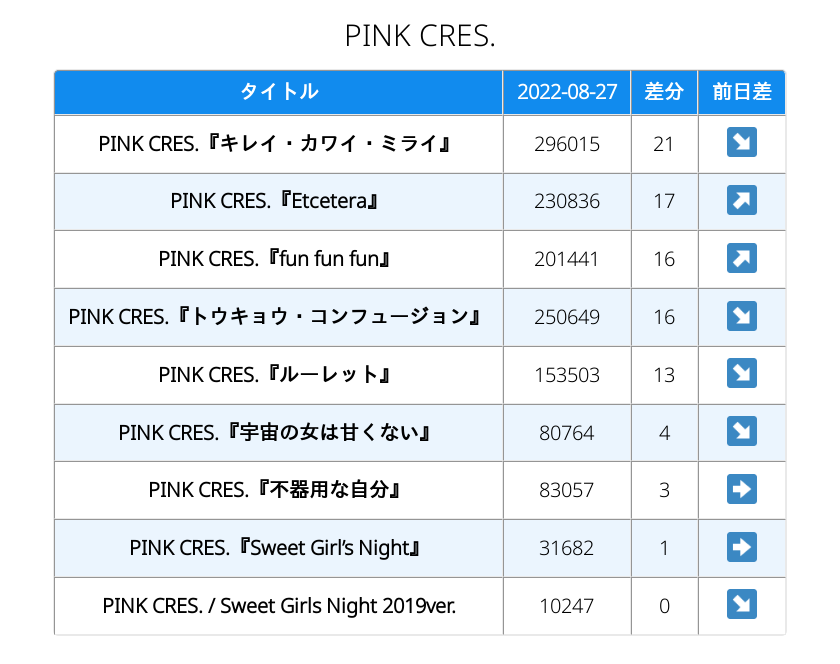 PINK CRES.
タイトル 2022-08-27 差分 前日差
PINK CRES.『キレイ・カワイ・ミライ』 296015 21 ↘
PINK CRES.『Etcetera』 230836 17 ↗
PINK CRES.『fun fun fun』 201441 16 ↗
PINK CRES.『トウキョウ・コンフュージョン』 250649 16 ↘
PINK CRES.『ルーレット』 153503 13 ↘
PINK CRES.『宇宙の女は甘くない』 80764 4 ↘
PINK CRES.『不器用な自分』 83057 3 ➡
PINK CRES.『Sweet Girl’s Night』 31682 1 ➡
PINK CRES. / Sweet Girls Night 2019ver. 10247 0 ↘